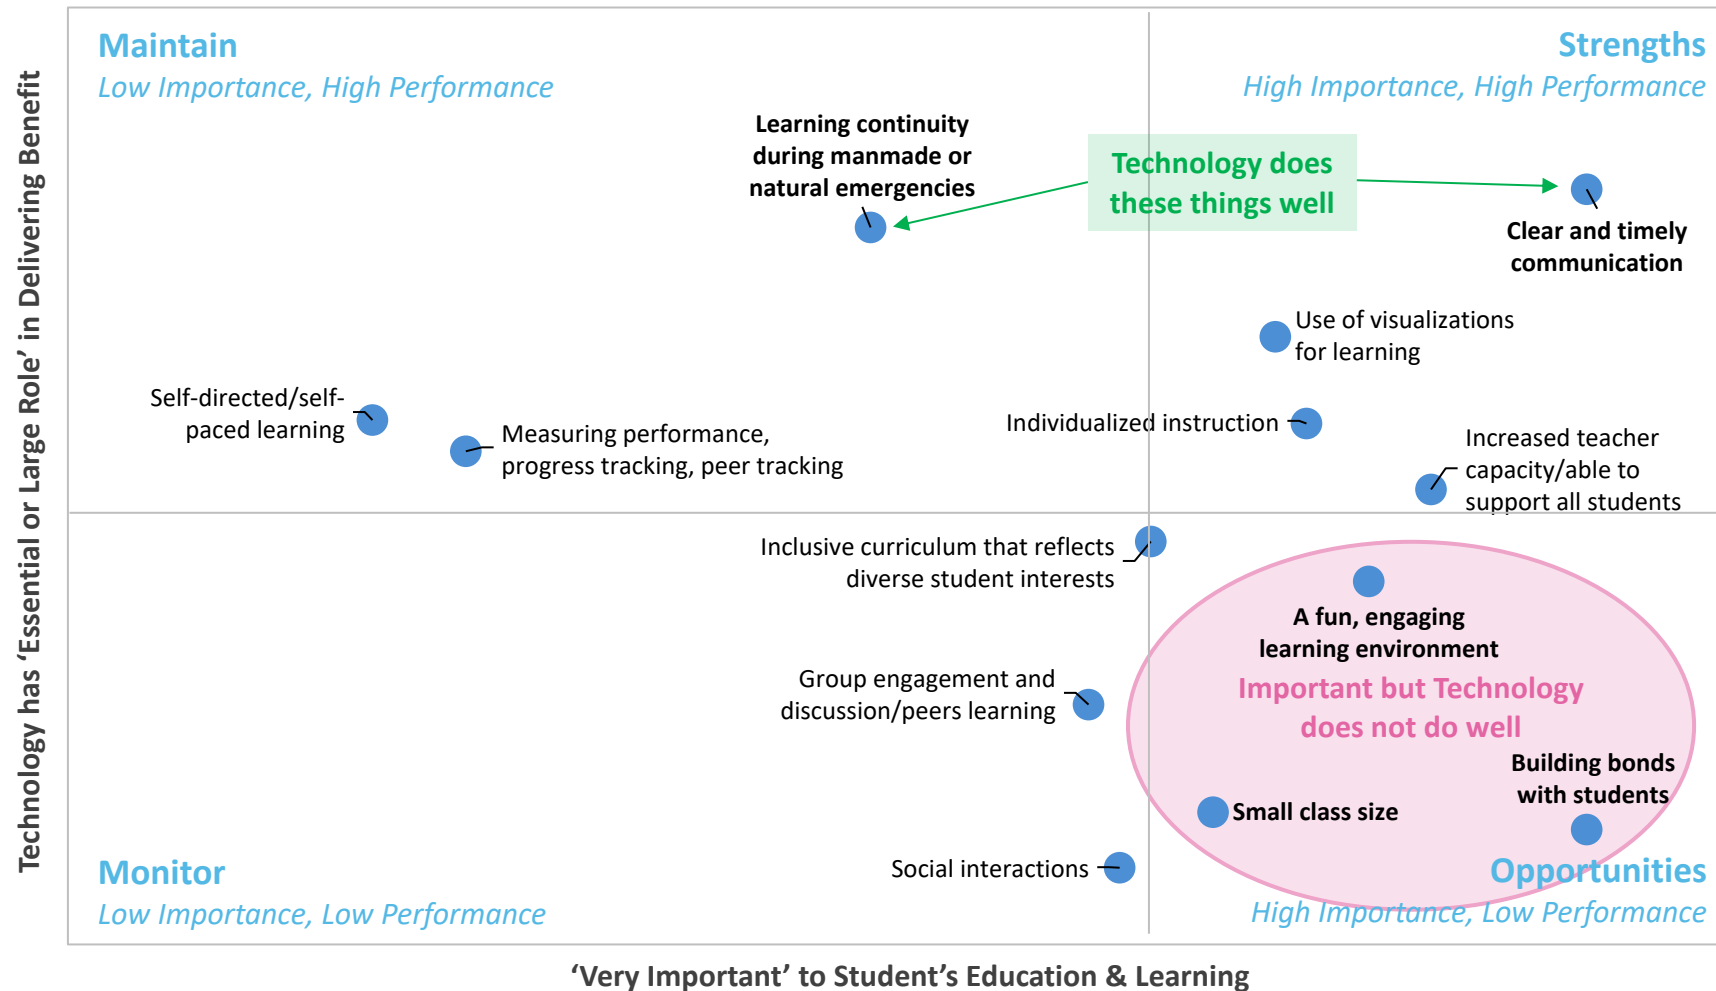 Maintain
Low Importance, High Performance
Strengths
High Importance, High Performance
Technology has ‘Essential or Large Role’ in Delivering Benefit
Learning continuity
during manmade or
natural emergencies
Technology does
these things well
Clear and timely
communication
Use of visualizations
for learning
Self-directed/self-
paced learning
Measuring performance,
progress tracking, peer tracking
Individualized instruction
Increased teacher
capacity/able to
support all students
Inclusive curriculum that reflects
diverse student interests
A fun, engaging
learning environment
Group engagement and
discussion/peers learning
Important but Technology
does not do well
Building bonds
with students
Small class size
Social interactions
Monitor
Low Importance, Low Performance
Opportunities
High Importance, Low Performance
‘Very Important’ to Student’s Education & Learning